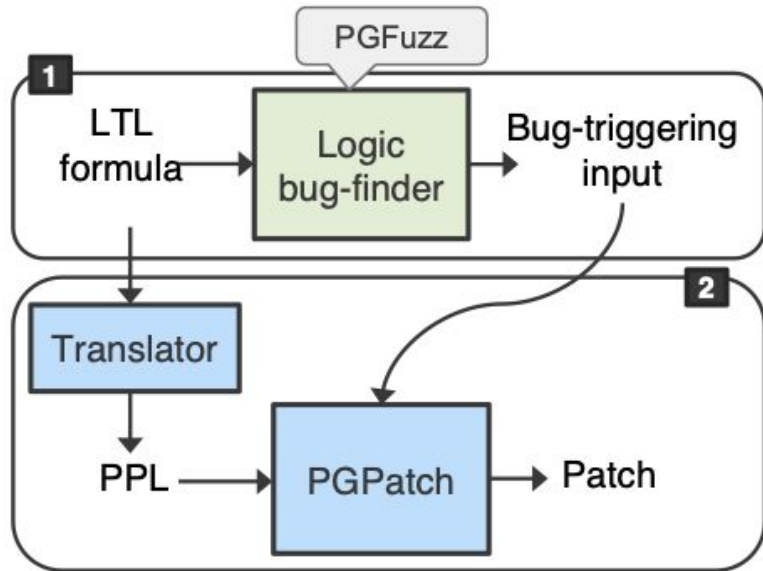 PGFuzz
1
LTL
formula
Logic
bug-finder
Bug-triggering
input
2
Translator
PPL
PGPatch
Patch